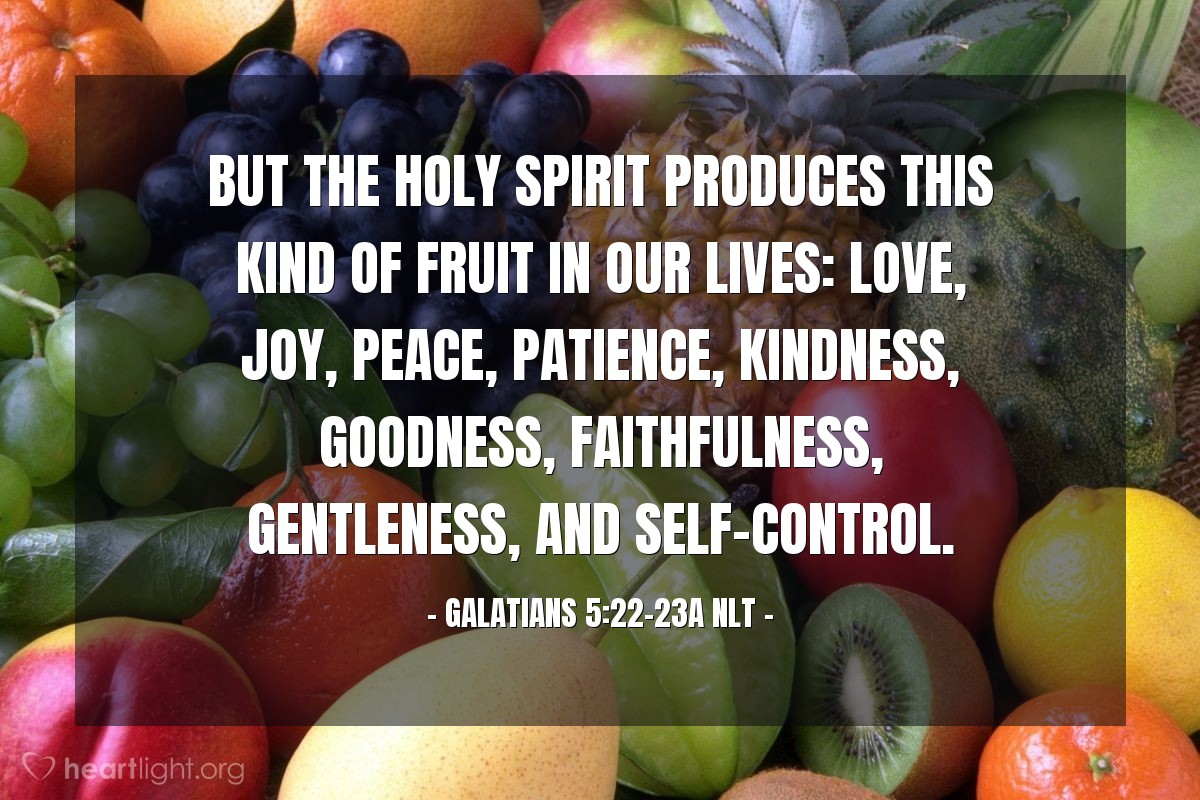 BUT THE HOLY SPIRIT PRODUCES THIS
KIND OF FRUIT IN OUR LIVES: LOVE,
JOY, PEACE, PATIENCE, KINDNESS,
GOODNESS, FAITHFULNESS,
GENTLENESS, AND SELF-CONTROL.
- GALATIANS 5:22-23A NLT -
heartlight.org